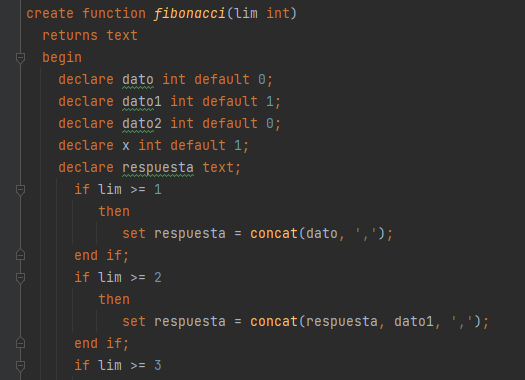 create function fibonacci(lim int)
returns text
begin
declare dato int default 0;
declare dato1 int default 1;
declare dato2 int default 0;
declare x int default 1;
declare respuesta text;
if lim >= 1
then
set respuesta = concat(dato, ',');
end if;
if lim >= 2
then
set respuesta = concat(respuesta, dato1, ',');
end if;
if lim >= 3